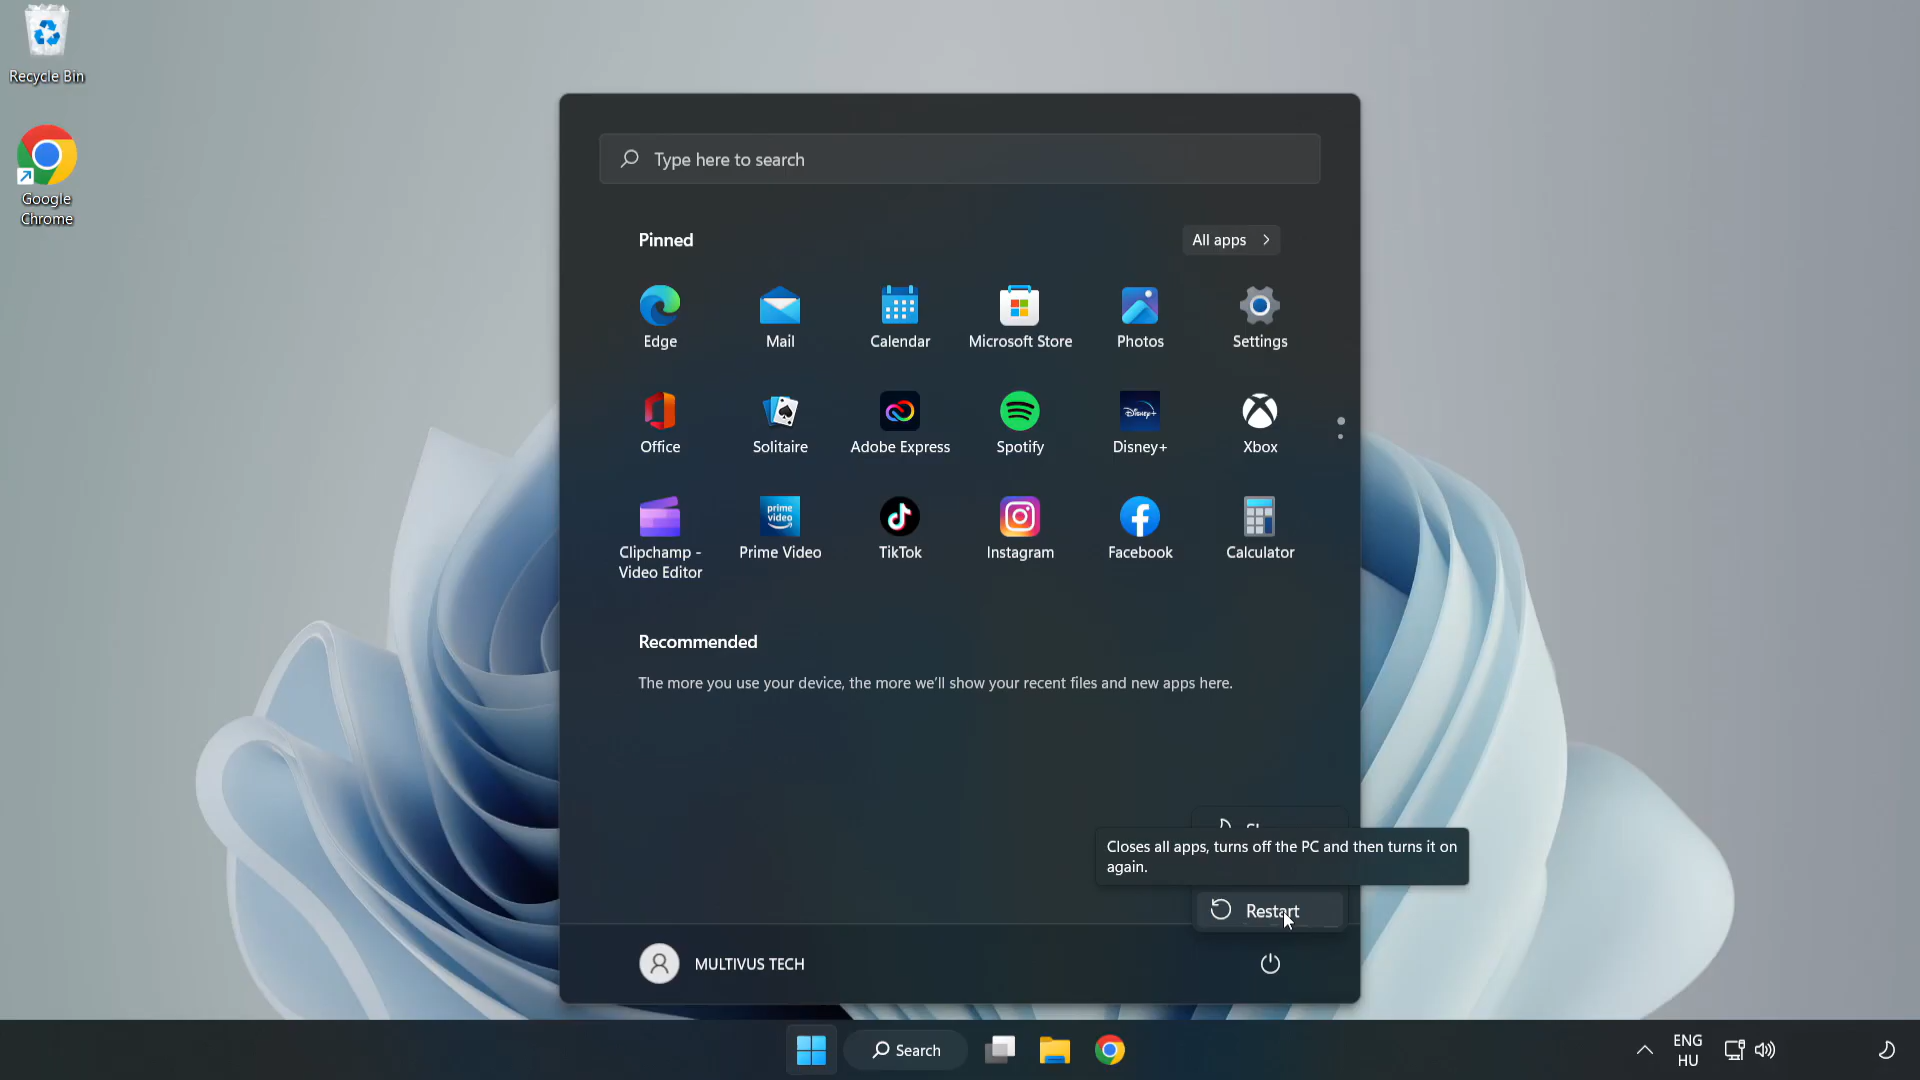 Recycle Bin
Google
Chrome
Type here to search
Pinned
All apps
Edge
Mail
Calendar
Microsoft Store
Photos
Settings
Office
Solitaire
Adobe Express
Spotify
Disney+
Xbox
Clipchamp -
Video Editor
prime
video
Prime Video
TikTok
Instagram
Facebook
Calculator
Recommended
The more you use your device, the more we'll show your recent files and new apps here.
Closes all apps, turns off the PC and then turns it on
again.
Restart
MULTIVUS TECH
Search
ENG
HU